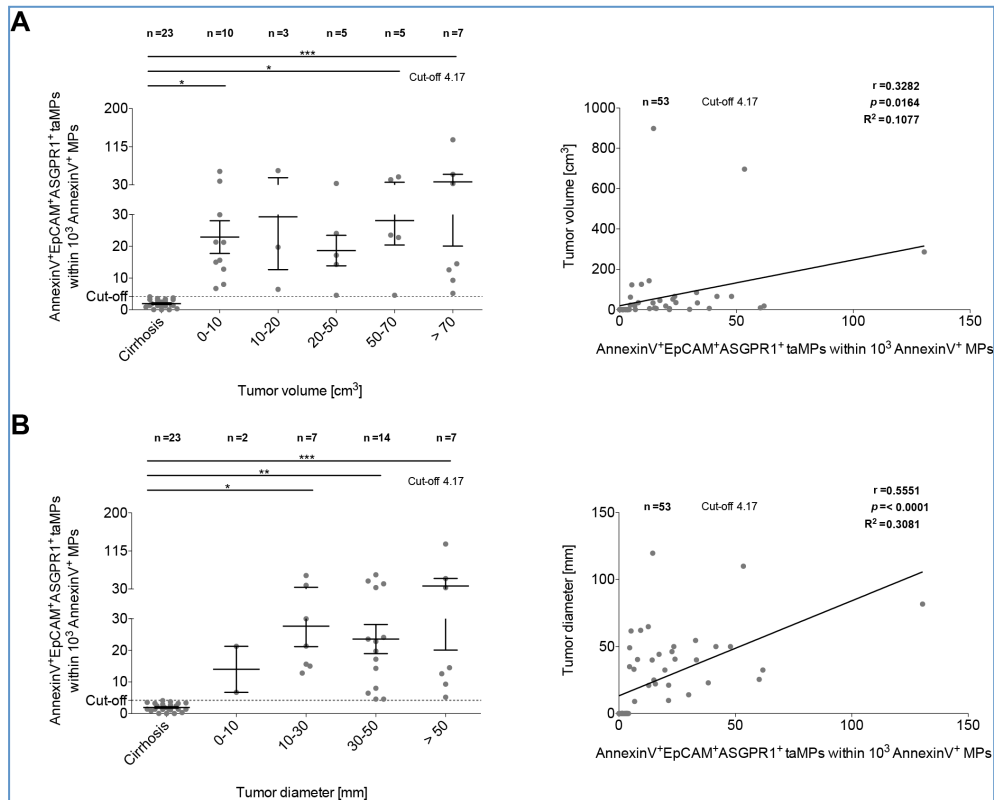 A
n =23 n =10 n =3 n =5 n =5 n =7
***
*
*
Cut-off 4.17
AnnexinV+EpCAM+ASGPR1+ taMPs
within 10³ AnnexinV+ MPs
200
115
30
30
20
10
Cut-off
0
Cirrhosis 0-10 10-20 20-50 50-70 > 70
Tumor volume [cm³]
n =53 Cut-off 4.17
r =0.3282
p =0.0164
R² =0.1077
Tumor volume [cm³]
1000
800
600
400
200
0
0 50 100 150
AnnexinV+EpCAM+ASGPR1+ taMPs within 10³ AnnexinV+ MPs
B
n =23 n =2 n =7 n =14 n =7
***
**
*
Cut-off 4.17
AnnexinV+EpCAM+ASGPR1+ taMPs
within 10³ AnnexinV+ MPs
200
115
30
30
20
10
Cut-off
0
Cirrhosis 0-10 10-30 30-50 > 50
Tumor diameter [mm]
n =53 Cut-off 4.17
r =0.5551
p =< 0.0001
R² =0.3081
Tumor diameter [mm]
150
100
50
0
0 50 100 150
AnnexinV+EpCAM+ASGPR1+ taMPs within 10³ AnnexinV+ MPs